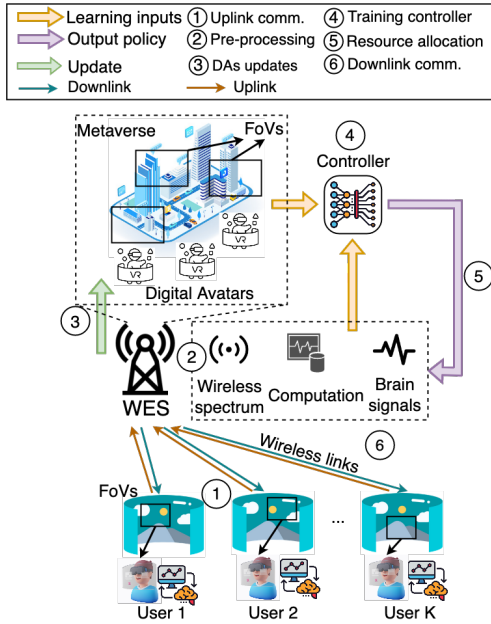 Learning inputs ① Uplink comm. ④ Training controller
Output policy ② Pre-processing ⑤ Resource allocation
Update ③ DAs updates ⑥ Downlink comm.
Downlink Uplink
Metaverse FoVs
④
Controller
VR VR VR
Digital Avatars
⑤
③
②
WES
Wireless spectrum
Computation
Brain signals
Wireless links
⑥
FoVs
①
...
User 1 User 2 User K